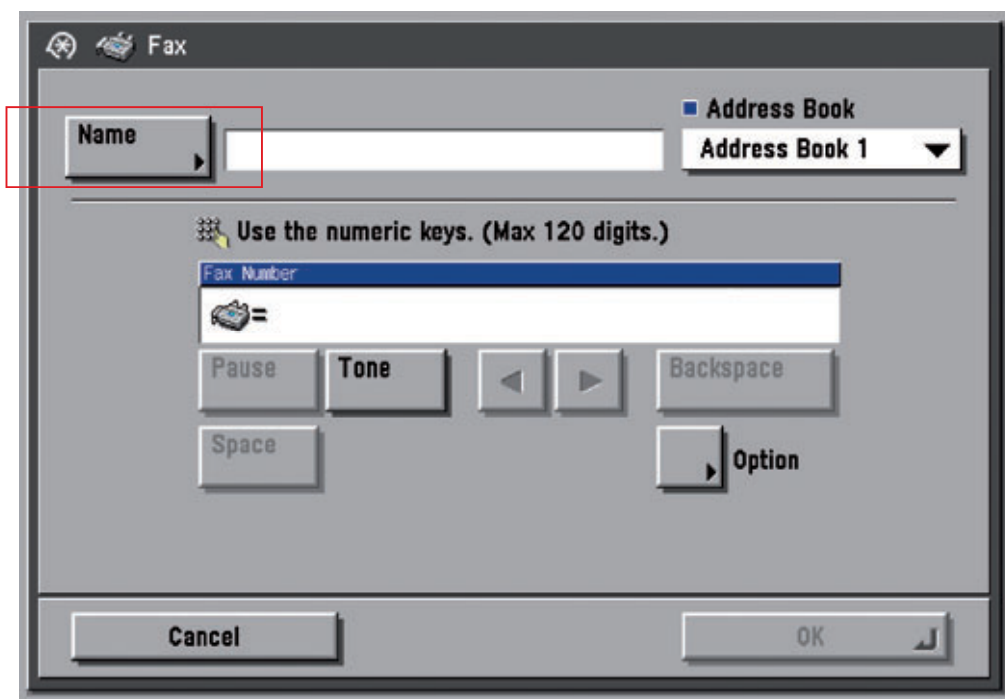 Fax
Name
Address Book
Address Book 1
Use the numeric keys. (Max 120 digits.)
Fax Number
=
Pause Tone Backspace
Space Option
Cancel OK